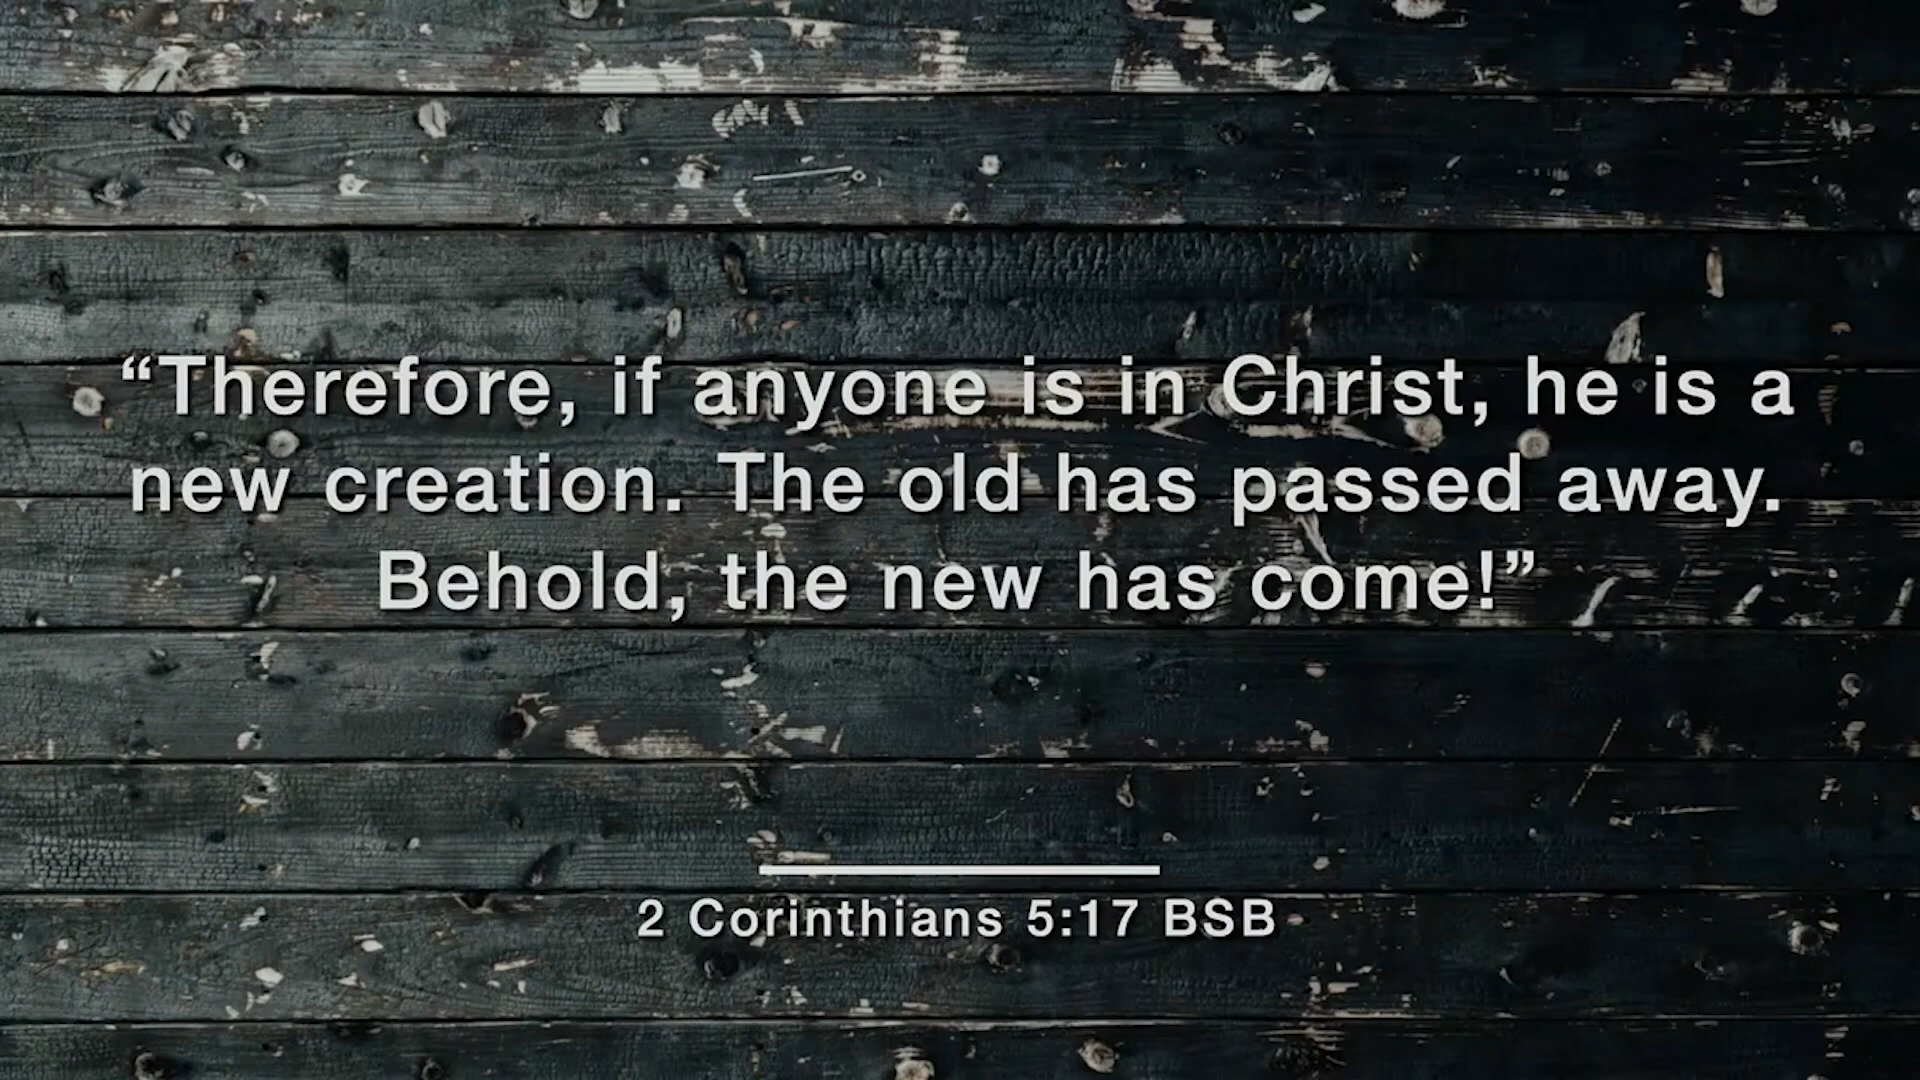 “Therefore, if anyone is in Christ, he is a
new creation. The old has passed away.
Behold, the new has come!”
2 Corinthians 5:17 BSB